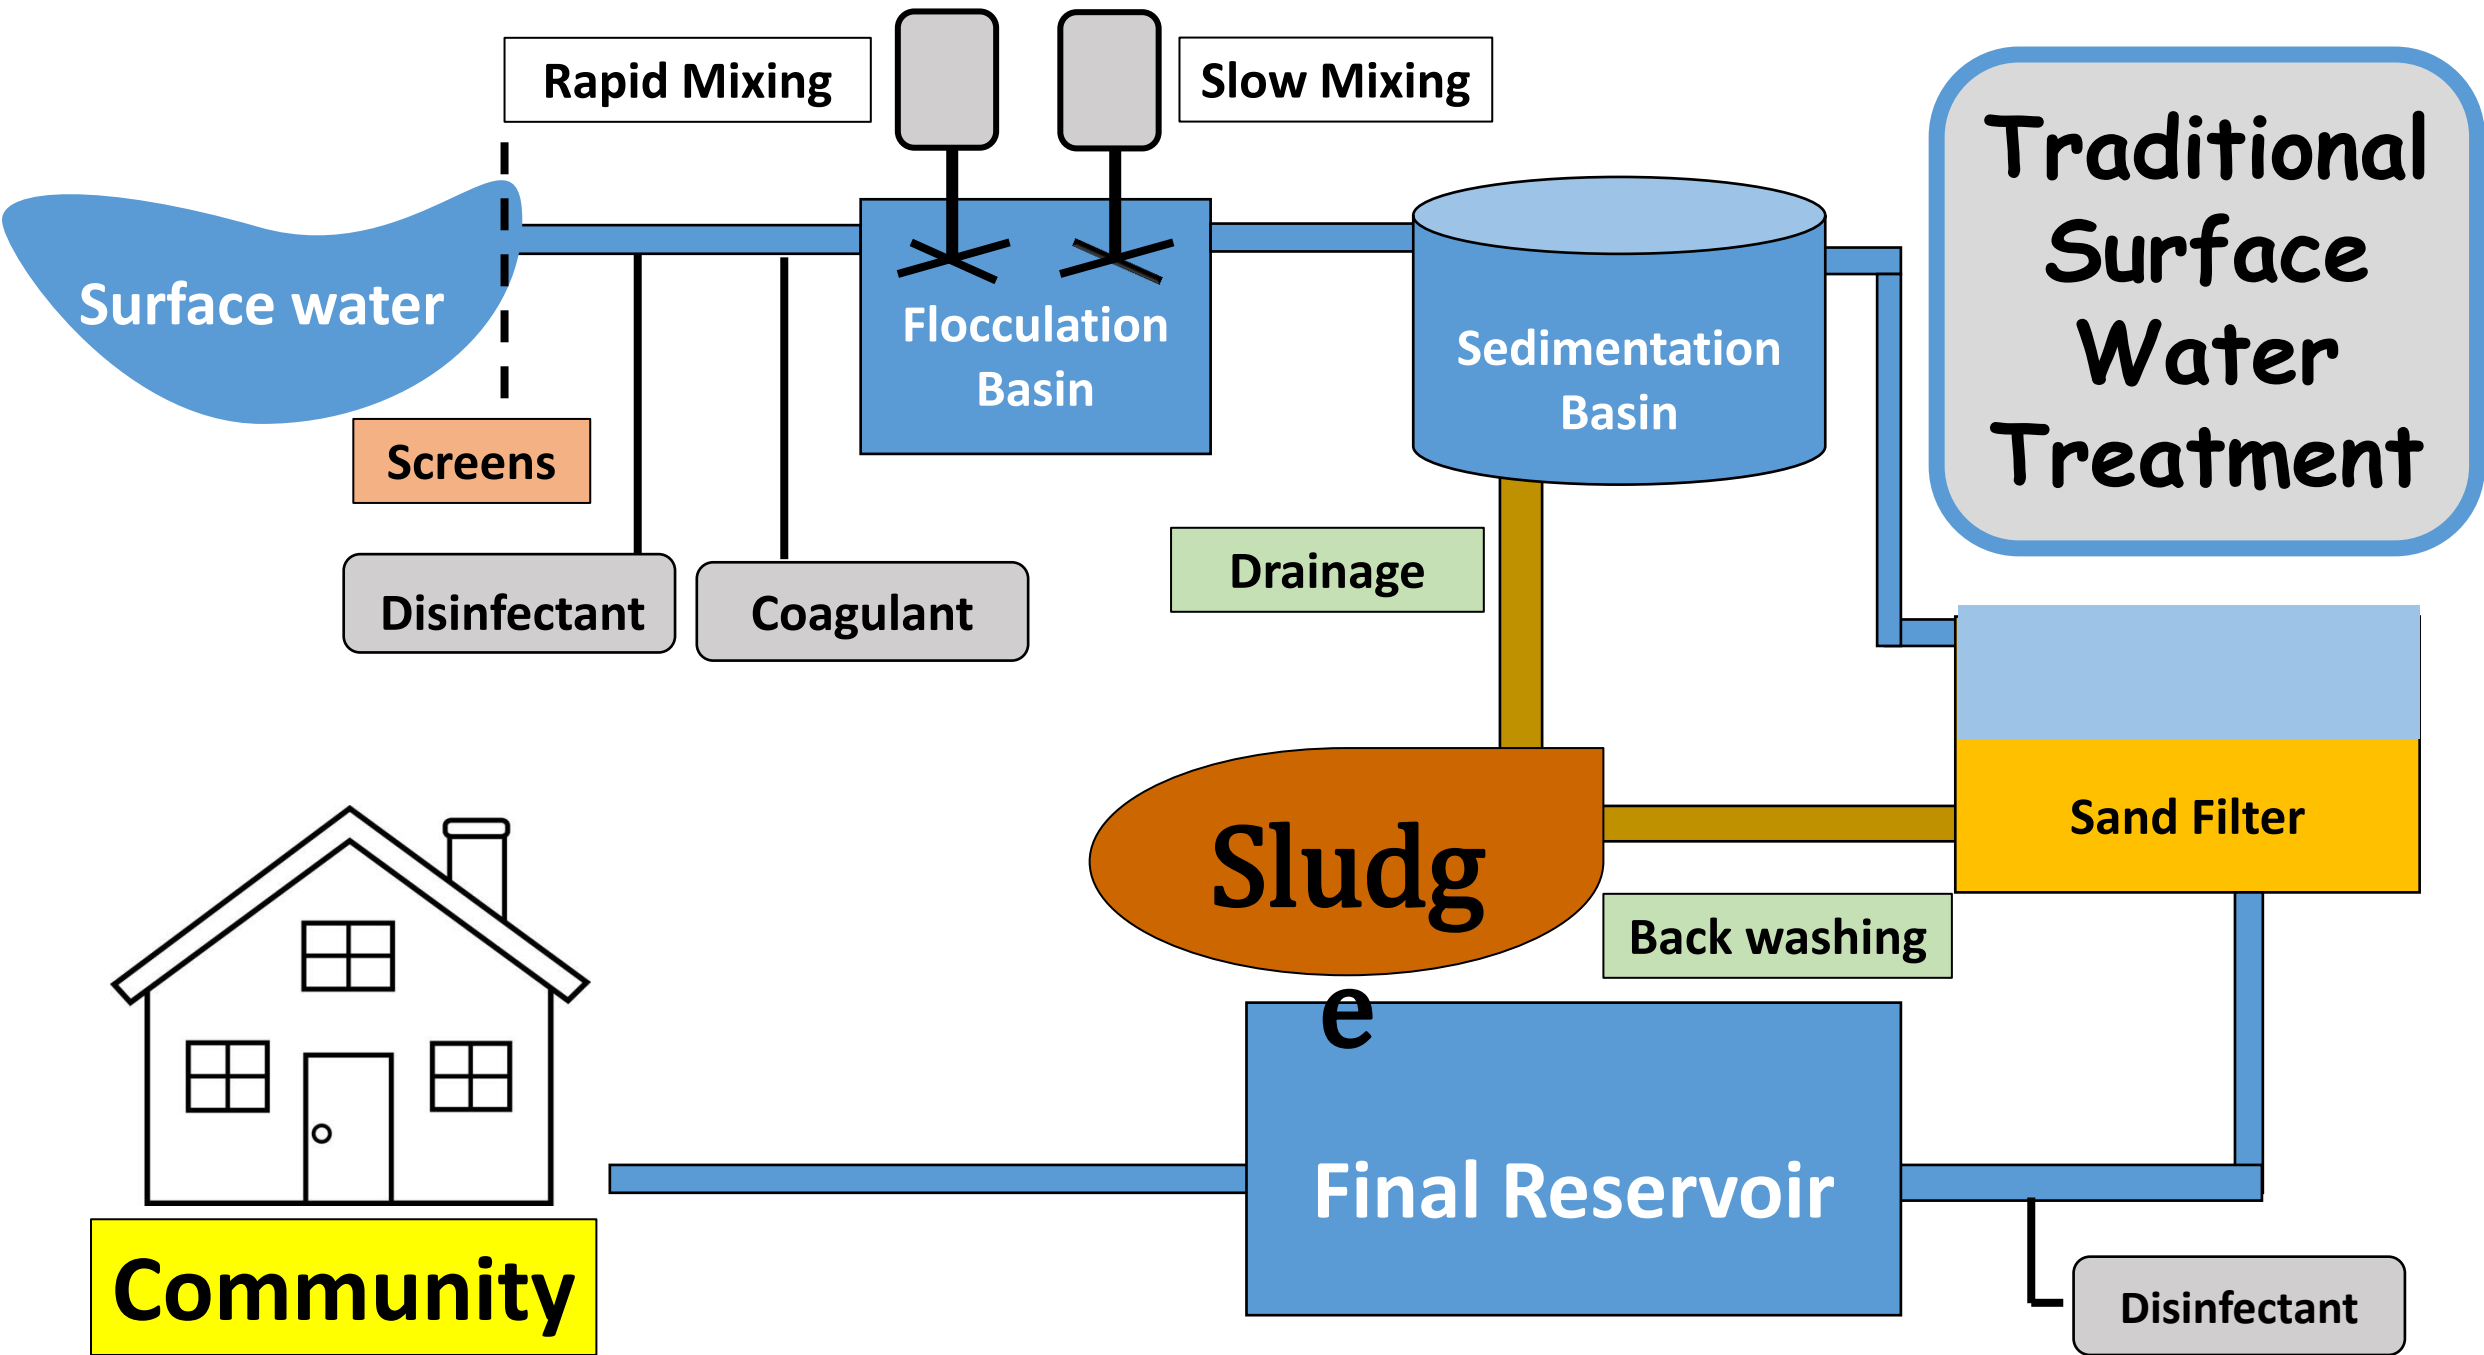 Rapid Mixing
Slow Mixing
Traditional
Surface
Water
Treatment
Surface water
Flocculation
Basin
Sedimentation
Basin
Screens
Disinfectant
Coagulant
Drainage
Sand Filter
Sludg
e
Back washing
Final Reservoir
Community
Disinfectant